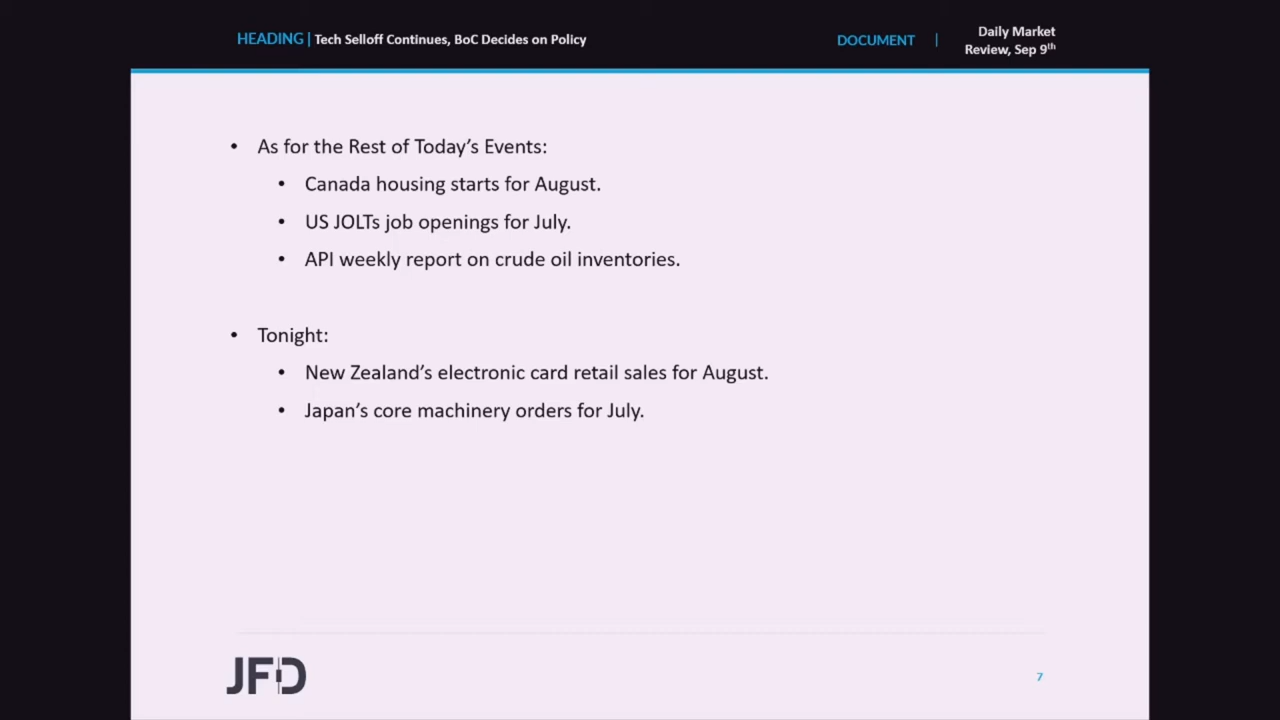 HEADING | Tech Selloff Continues, BoC Decides on Policy
DOCUMENT |
Daily Market
Review, Sep 9th
• As for the Rest of Today’s Events:
• Canada housing starts for August.
• US JOLTs job openings for July.
• API weekly report on crude oil inventories.
• Tonight:
• New Zealand’s electronic card retail sales for August.
• Japan’s core machinery orders for July.
JFD
7